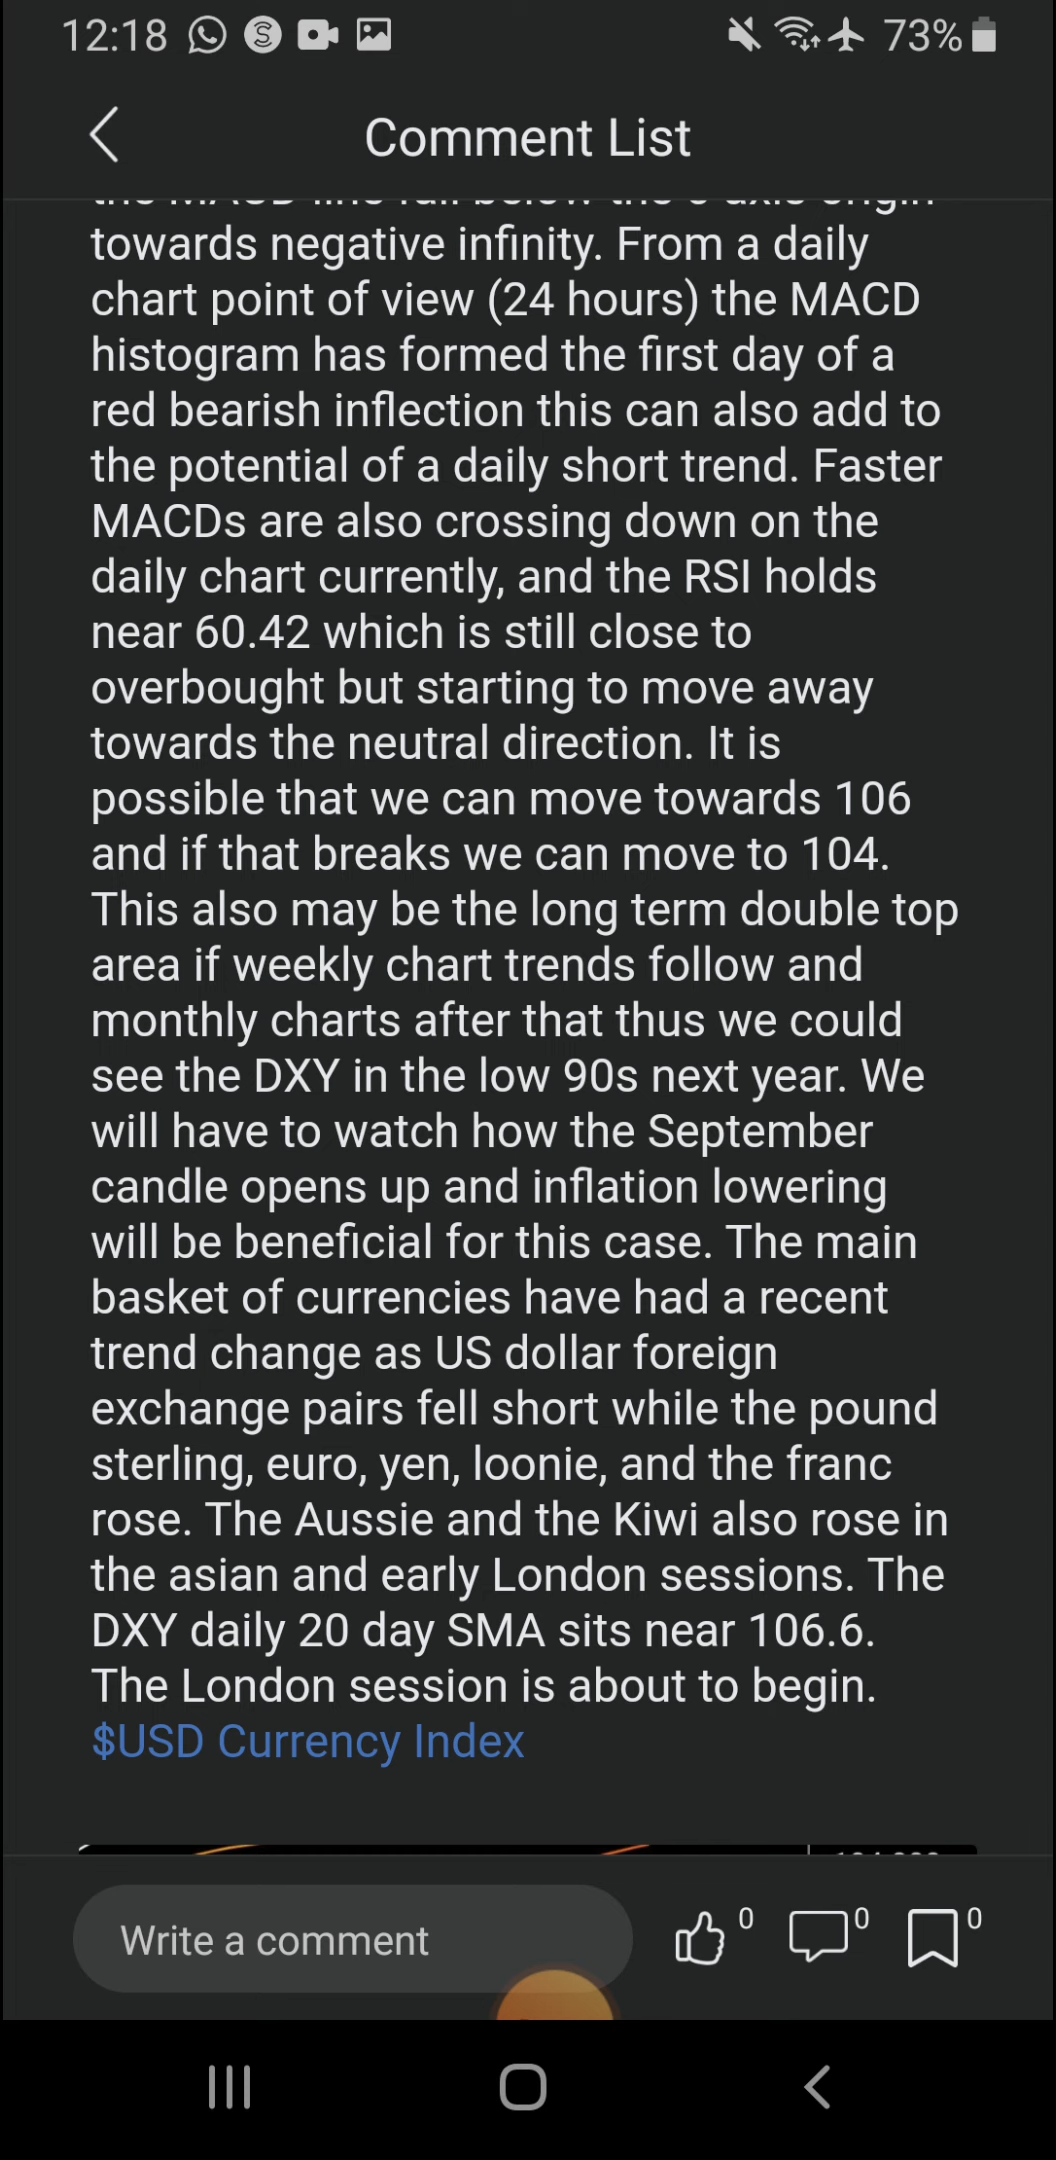 12:18
73%
Comment List
towards negative infinity. From a daily
chart point of view (24 hours) the MACD
histogram has formed the first day of a
red bearish inflection this can also add to
the potential of a daily short trend. Faster
MACDs are also crossing down on the
daily chart currently, and the RSI holds
near 60.42 which is still close to
overbought but starting to move away
towards the neutral direction. It is
possible that we can move towards 106
and if that breaks we can move to 104.
This also may be the long term double top
area if weekly chart trends follow and
monthly charts after that thus we could
see the DXY in the low 90s next year. We
will have to watch how the September
candle opens up and inflation lowering
will be beneficial for this case. The main
basket of currencies have had a recent
trend change as US dollar foreign
exchange pairs fell short while the pound
sterling, euro, yen, loonie, and the franc
rose. The Aussie and the Kiwi also rose in
the asian and early London sessions. The
DXY daily 20 day SMA sits near 106.6.
The London session is about to begin.
$USD Currency Index
Write a comment
0
0
0